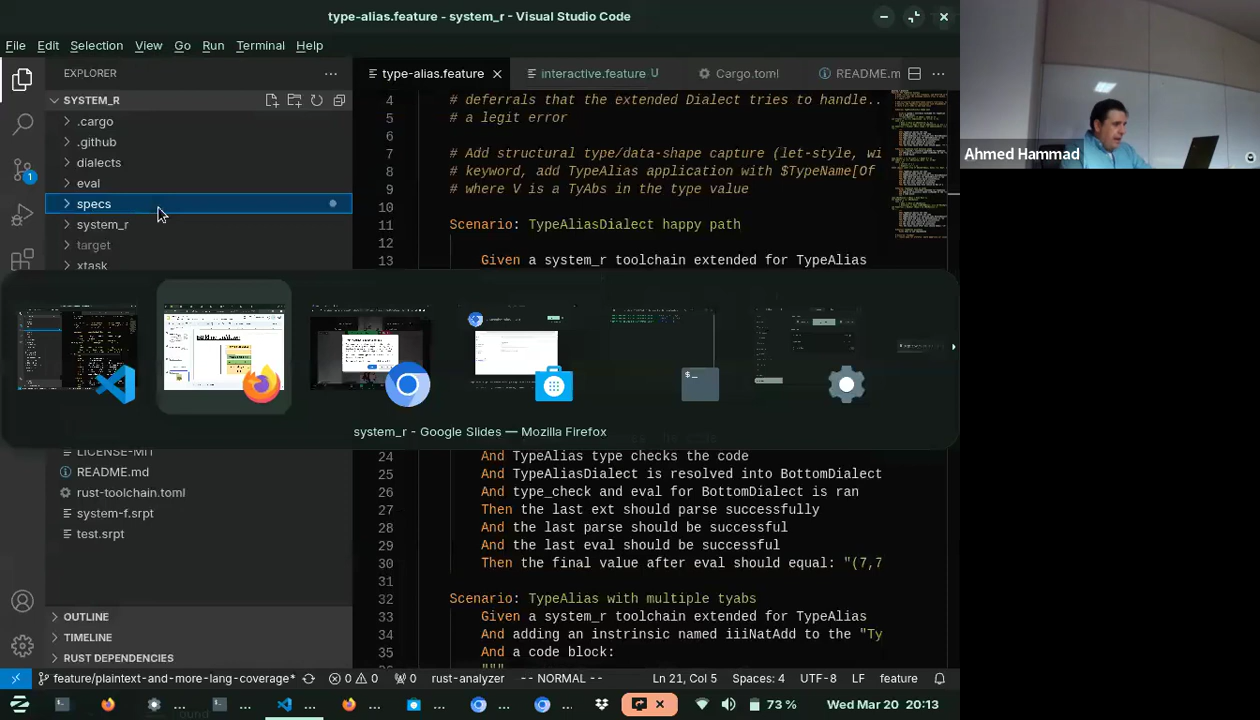 type-alias.feature - system_r - Visual Studio Code
File Edit Selection View Go Run Terminal Help
EXPLORER
type-alias.feature
interactive.feature U
Cargo.toml
README.m
SYSTEM_R
.cargo
.github
dialects
eval
specs
system_r
target
xtask
LICENSE-MIT
README.md
rust-toolchain.toml
system-f.srpt
test.srpt
OUTLINE
TIMELINE
RUST DEPENDENCIES
4 # deferrals that the extended Dialect tries to handle..
5 # a legit error
6
7 # Add structural type/data-shape capture (let-style, wi
8 # keyword, add TypeAlias application with $TypeName[Of
9 # where V is a TyAbs in the type value
10
11 Scenario: TypeAliasDialect happy path
12
13 Given a system_r toolchain extended for TypeAlias
system_r - Google Slides — Mozilla Firefox
24 And TypeAlias type checks the code
25 And TypeAliasDialect is resolved into BottomDialect
26 And type_check and eval for BottomDialect is ran
27 Then the last ext should parse successfully
28 And the last parse should be successful
29 And the last eval should be successful
30 Then the final value after eval should equal: "(7,7
31
32 Scenario: TypeAlias with multiple tyabs
33 Given a system_r toolchain extended for TypeAlias
34 And adding an instrinsic named iiiNatAdd to the "Ty
35 And a code block:
"""
feature/plaintext-and-more-lang-coverage* 0 0 0 rust-analyzer -- NORMAL -- Ln 21, Col 5 Spaces: 4 UTF-8 LF feature
73 % Wed Mar 20 20:13
Ahmed Hammad